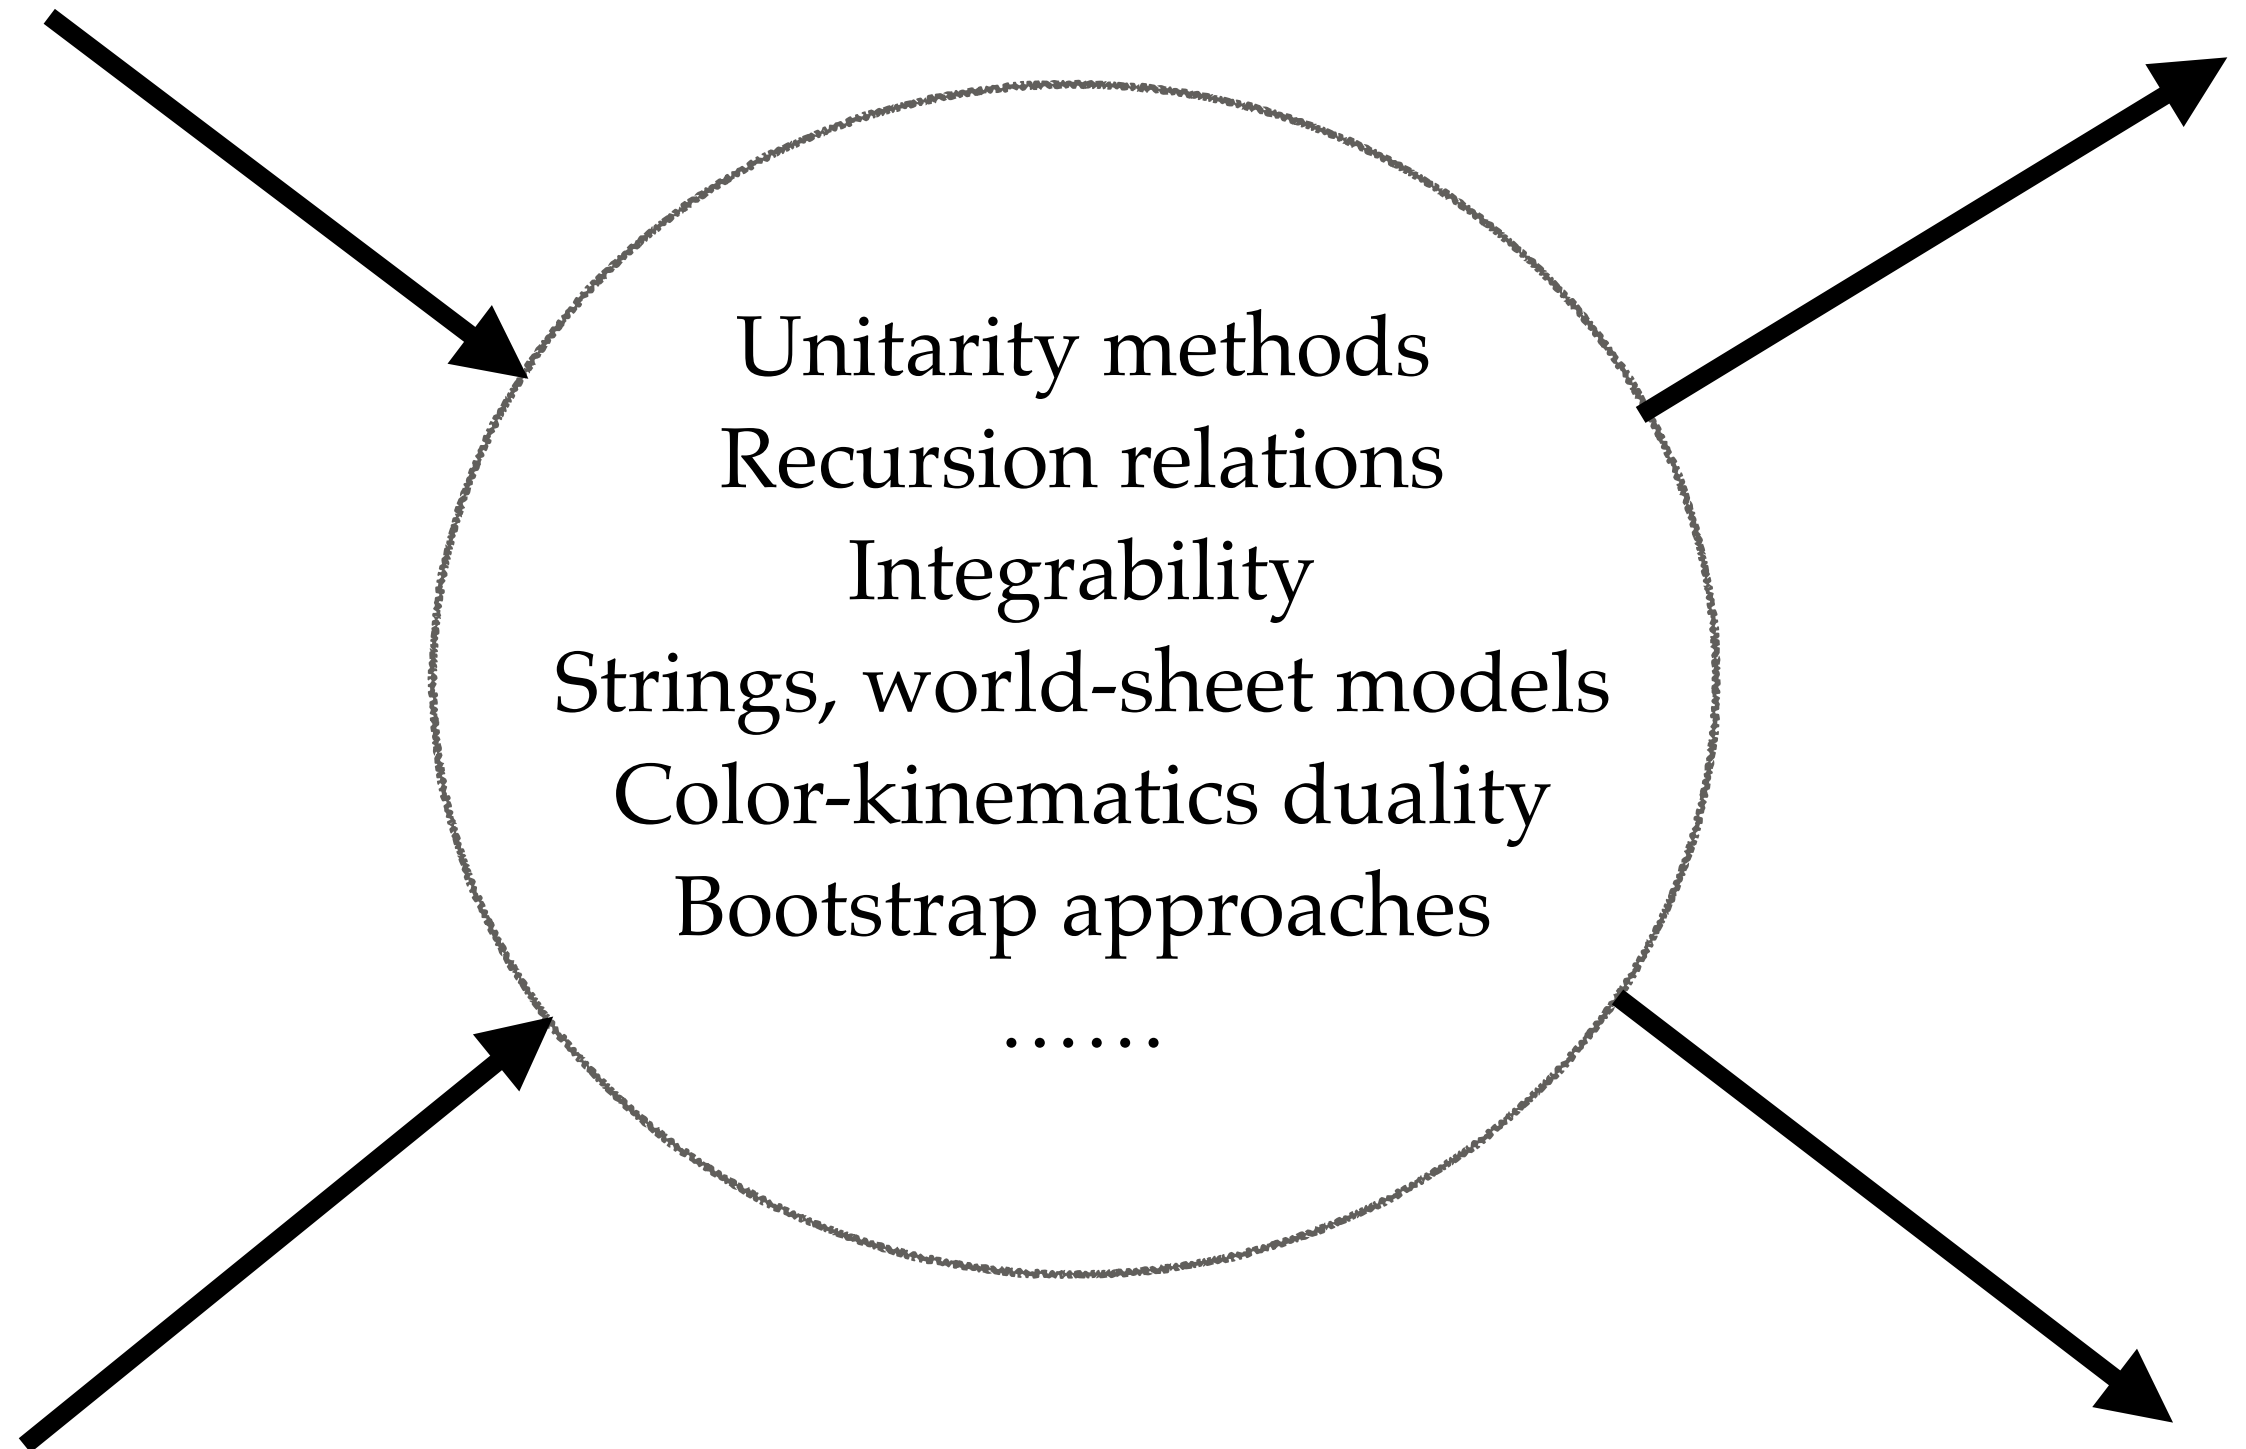 Unitarity methods
Recursion relations
Integrability
Strings, world-sheet models
Color-kinematics duality
Bootstrap approaches
......